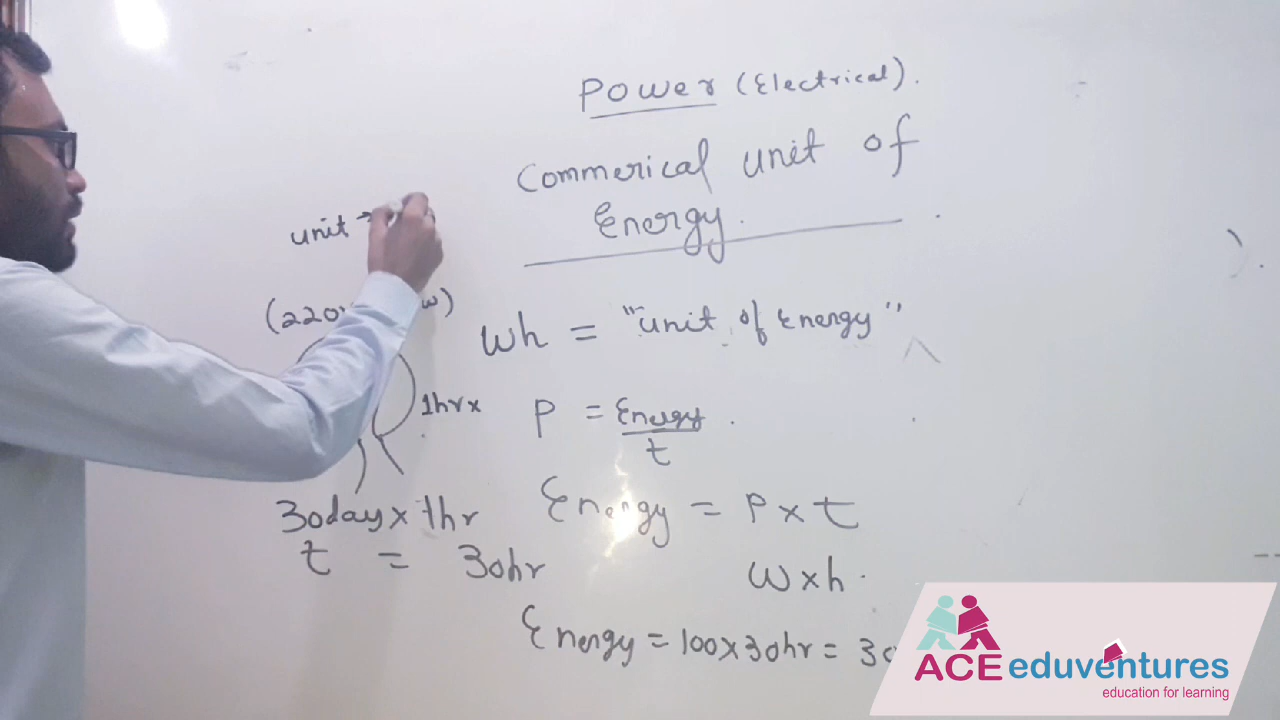 Power (Electrical).
Commerical unit of
Energy.
unit →
(220 w)
wh = "unit of Energy"
1hr x
P = Energy / t
30day x 1hr
Energy = P x t
t = 30hr
w x h.
Energy = 100 x 30hr = 30
ACE eduventures
education for learning